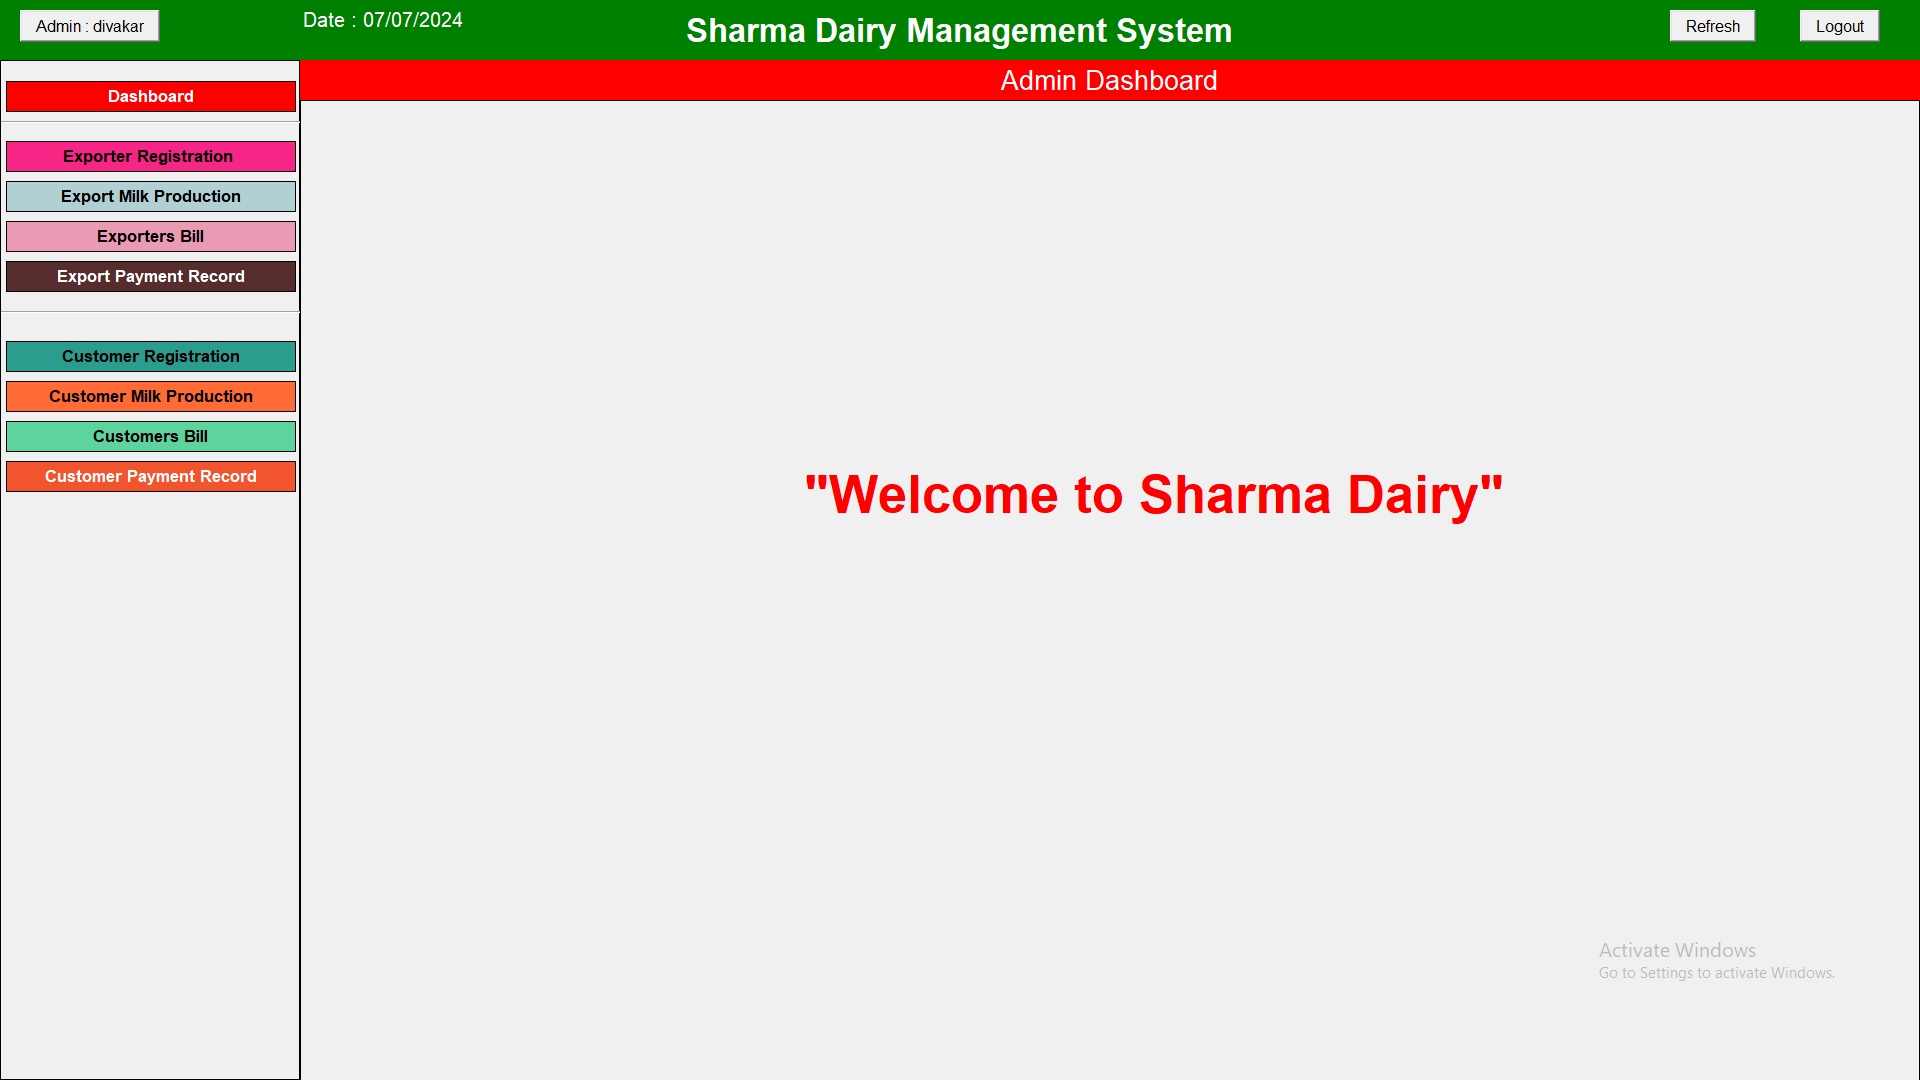 Admin : divakar
Date : 07/07/2024
Sharma Dairy Management System
Refresh
Logout
Admin Dashboard
Dashboard
Exporter Registration
Export Milk Production
Exporters Bill
Export Payment Record
Customer Registration
Customer Milk Production
Customers Bill
Customer Payment Record
"Welcome to Sharma Dairy"
Activate Windows
Go to Settings to activate Windows.